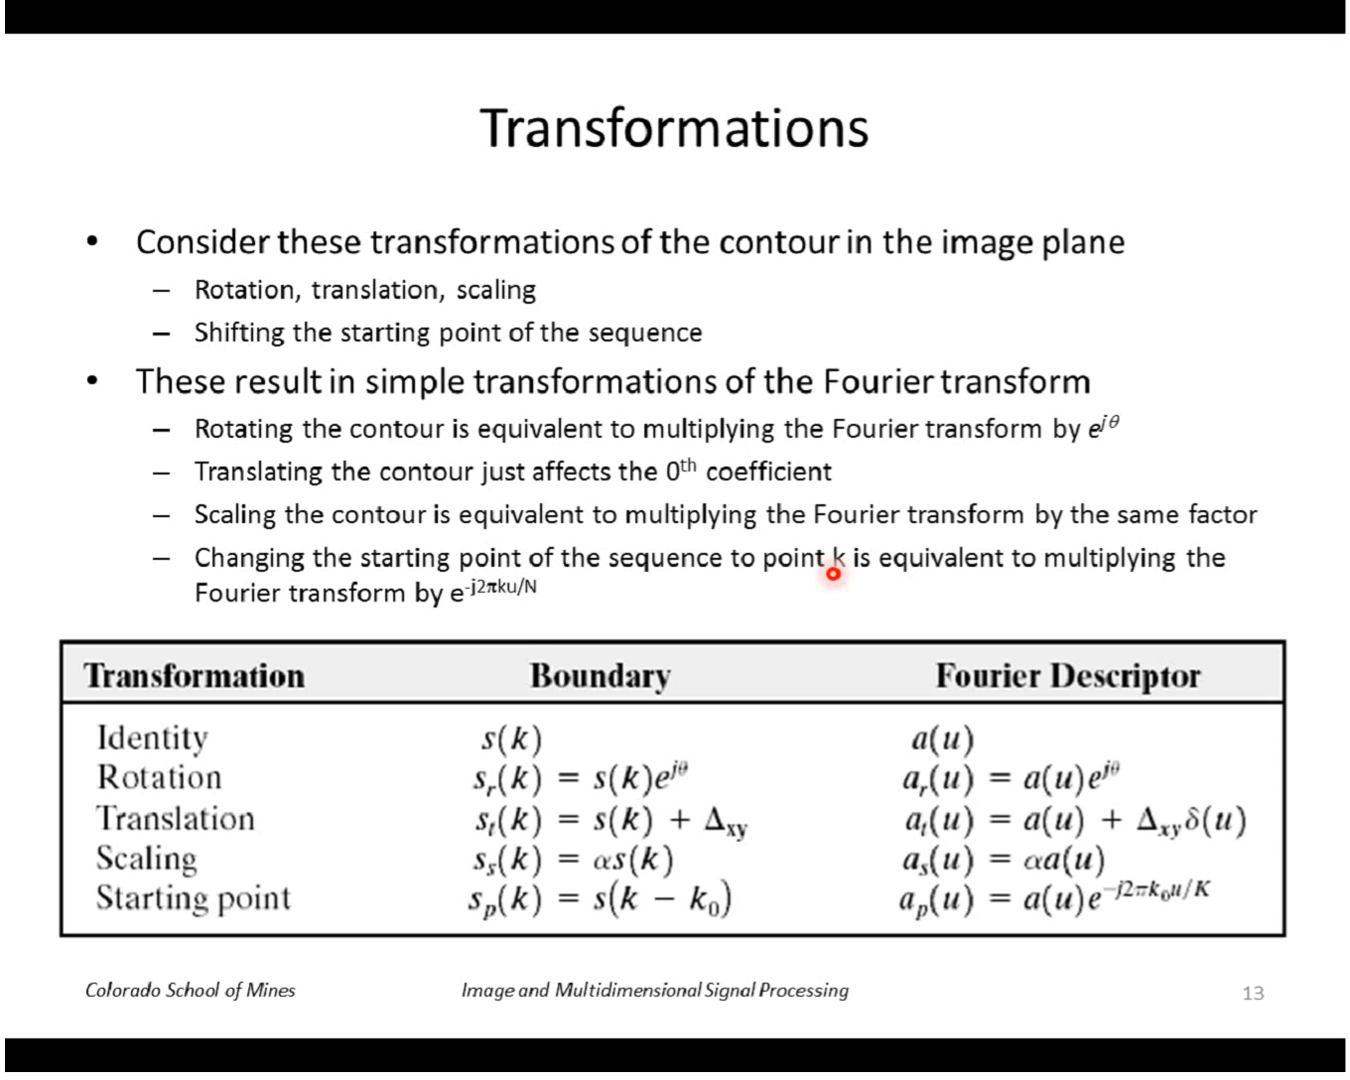 Transformations
• Consider these transformations of the contour in the image plane
– Rotation, translation, scaling
– Shifting the starting point of the sequence
• These result in simple transformations of the Fourier transform
– Rotating the contour is equivalent to multiplying the Fourier transform by e^{jθ}
– Translating the contour just affects the 0^{th} coefficient
– Scaling the contour is equivalent to multiplying the Fourier transform by the same factor
– Changing the starting point of the sequence to point k is equivalent to multiplying the
Fourier transform by e^{-j2πku/N}
Transformation Boundary Fourier Descriptor
Identity s(k) a(u)
Rotation s_r(k) = s(k)e^{jθ} a_r(u) = a(u)e^{jθ}
Translation s_t(k) = s(k) + Δ_{xy} a_t(u) = a(u) + Δ_{xy}δ(u)
Scaling s_s(k) = αs(k) a_s(u) = αa(u)
Starting point s_p(k) = s(k − k_0) a_p(u) = a(u)e^{−j2πk_0u/K}
Colorado School of Mines Image and Multidimensional Signal Processing 13